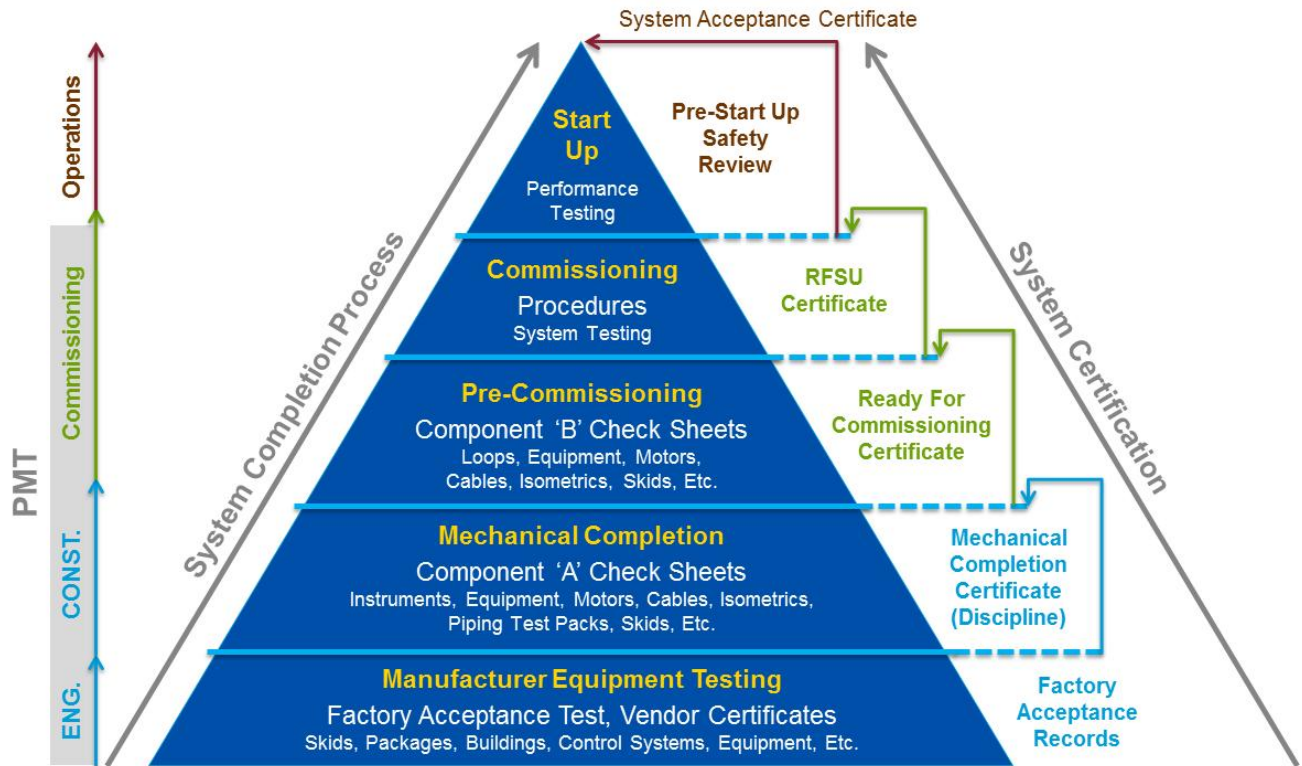 System Acceptance Certificate
Operations
Commissioning
CONST.
ENG.
PMT
System Completion Process
System Certification
Start
Up
Performance
Testing
Pre-Start Up
Safety
Review
Commissioning
Procedures
System Testing
RFSU
Certificate
Pre-Commissioning
Component ‘B’ Check Sheets
Loops, Equipment, Motors,
Cables, Isometrics, Skids, Etc.
Ready For
Commissioning
Certificate
Mechanical Completion
Component ‘A’ Check Sheets
Instruments, Equipment, Motors, Cables, Isometrics,
Piping Test Packs, Skids, Etc.
Mechanical
Completion
Certificate
(Discipline)
Manufacturer Equipment Testing
Factory Acceptance Test, Vendor Certificates
Skids, Packages, Buildings, Control Systems, Equipment, Etc.
Factory
Acceptance
Records